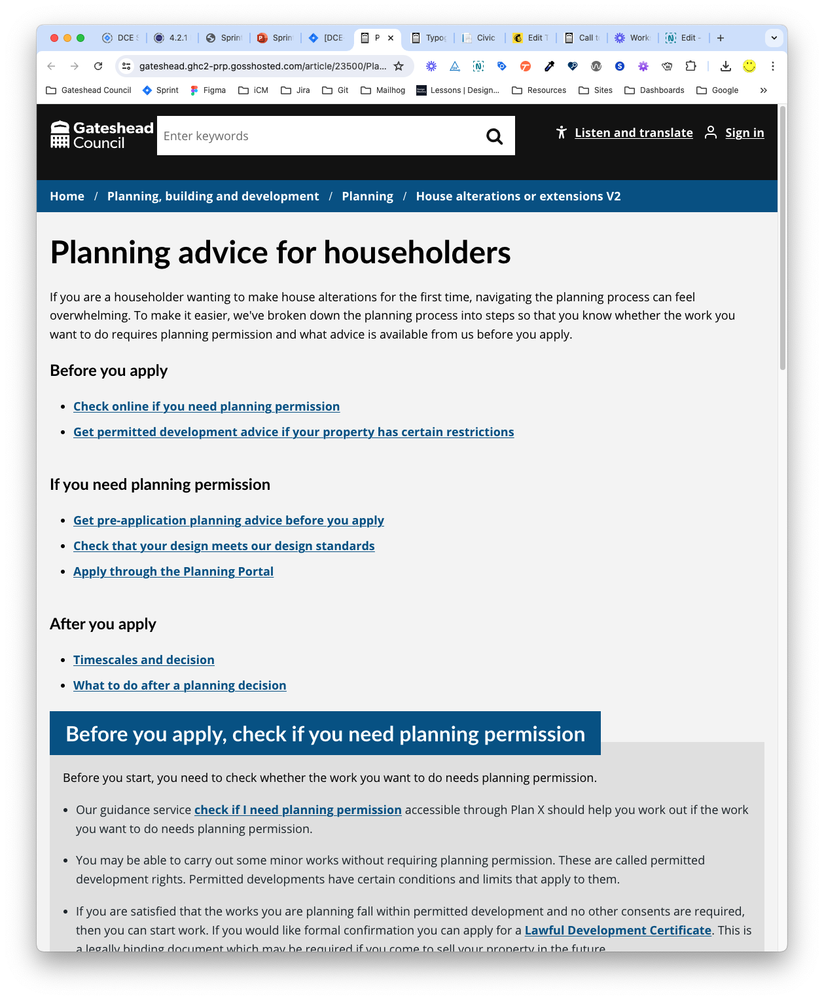 DCE S
4.2.1
Sprin
Sprin
[DCE
P
Typog
Civic
Edit T
Call to
Work
Edit -
gateshead.ghc2-prp.gosshosted.com/article/23500/Pla...
Gateshead Council
Sprint
Figma
iCM
Jira
Git
Mailhog
Lessons | Design...
Resources
Sites
Dashboards
Google
Gateshead
Council
Enter keywords
Listen and translate
Sign in
Home / Planning, building and development / Planning / House alterations or extensions V2
Planning advice for householders
If you are a householder wanting to make house alterations for the first time, navigating the planning process can feel
overwhelming. To make it easier, we've broken down the planning process into steps so that you know whether the work you
want to do requires planning permission and what advice is available from us before you apply.
Before you apply
• Check online if you need planning permission
• Get permitted development advice if your property has certain restrictions
If you need planning permission
• Get pre-application planning advice before you apply
• Check that your design meets our design standards
• Apply through the Planning Portal
After you apply
• Timescales and decision
• What to do after a planning decision
Before you apply, check if you need planning permission
Before you start, you need to check whether the work you want to do needs planning permission.
• Our guidance service check if I need planning permission accessible through Plan X should help you work out if the work
you want to do needs planning permission.
• You may be able to carry out some minor works without requiring planning permission. These are called permitted
development rights. Permitted developments have certain conditions and limits that apply to them.
• If you are satisfied that the works you are planning fall within permitted development and no other consents are required,
then you can start work. If you would like formal confirmation you can apply for a Lawful Development Certificate. This is
a legally binding document which may be required if you come to sell your property in the future.